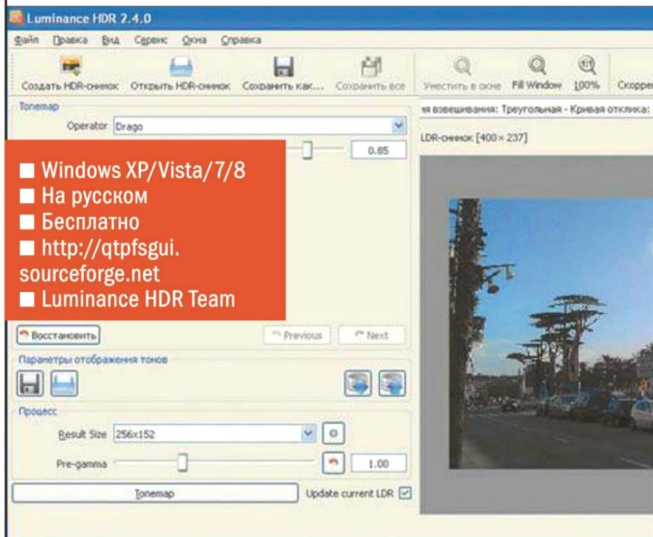 Luminance HDR 2.4.0
Файл Правка Вид Сервис Окна Справка
Создать HDR-снимок Открыть HDR-снимок Сохранить как... Сохранить все Уместить в окне Fill Window 100%
Tonemap
Operator Drago
0.85
ия взвешивания: Треугольная - Кривая отклика:
LDR-снимок [400 × 237]
■ Windows XP/Vista/7/8
■ На русском
■ Бесплатно
■ http://qtpfsgui.
sourceforge.net
■ Luminance HDR Team
Восстановить Previous Next
Параметры отображения тонов
Процесс
Result Size 256x152
Pre-gamma 1.00
Tonemap Update current LDR